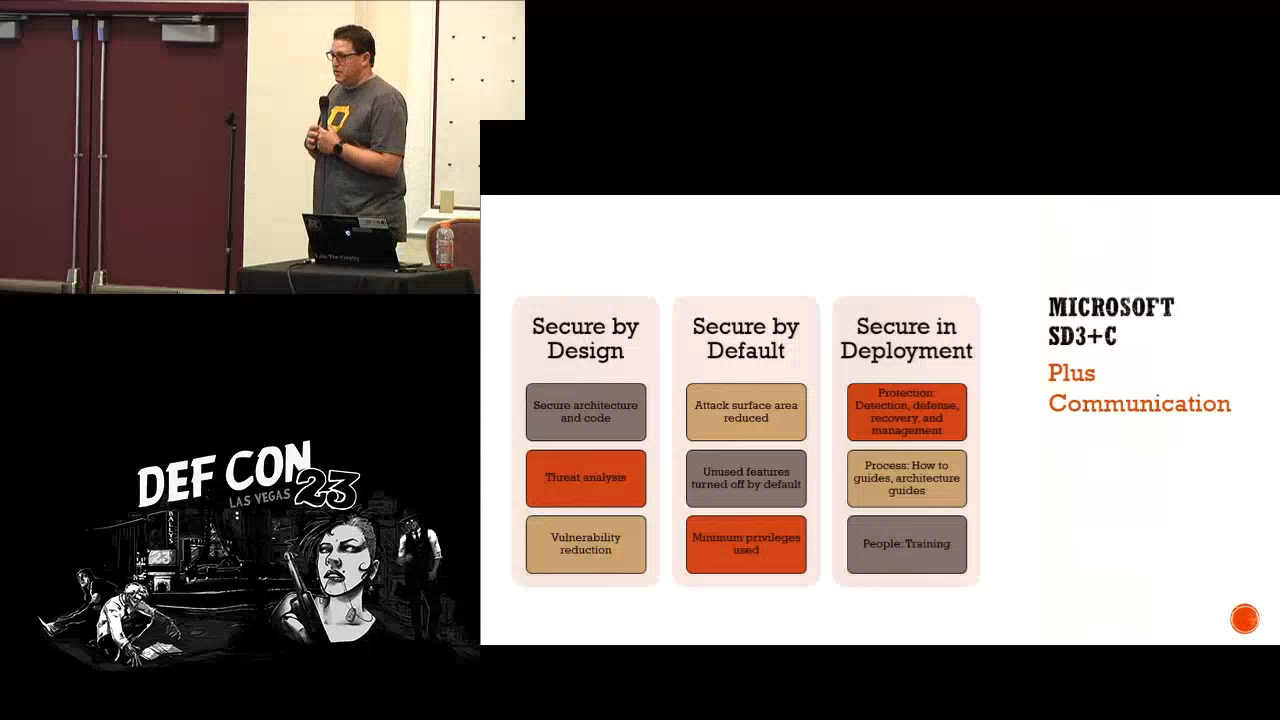 DEF CON
LAS VEGAS 23
BALLY'S
Secure by
Design
Secure architecture
and code
Threat analysis
Vulnerability
reduction
Secure by
Default
Attack surface area
reduced
Unused features
turned off by default
Minimum privileges
used
Secure in
Deployment
Protection:
Detection, defense,
recovery, and
management
Process: How to
guides, architecture
guides
People: Training
MICROSOFT
SD3+C
Plus
Communication